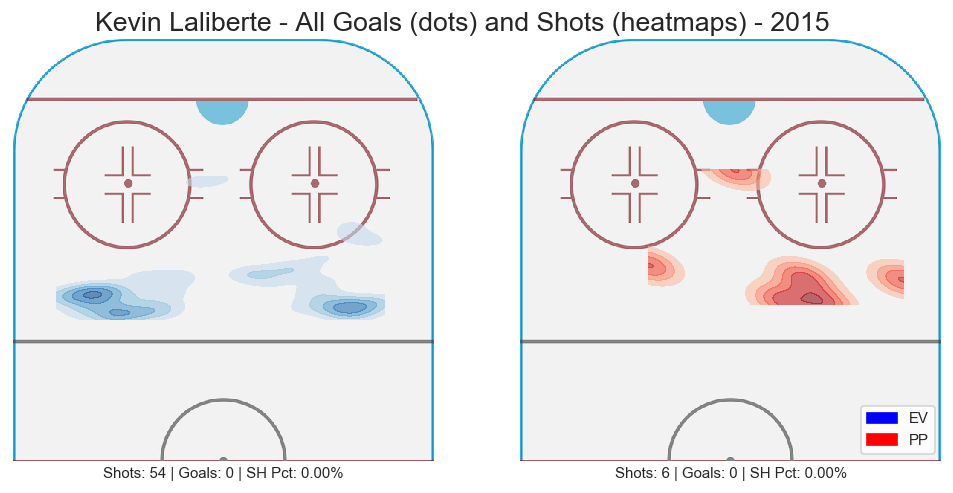 Kevin Laliberte - All Goals (dots) and Shots (heatmaps) - 2015
EV
PP
Shots: 54 | Goals: 0 | SH Pct: 0.00%
Shots: 6 | Goals: 0 | SH Pct: 0.00%